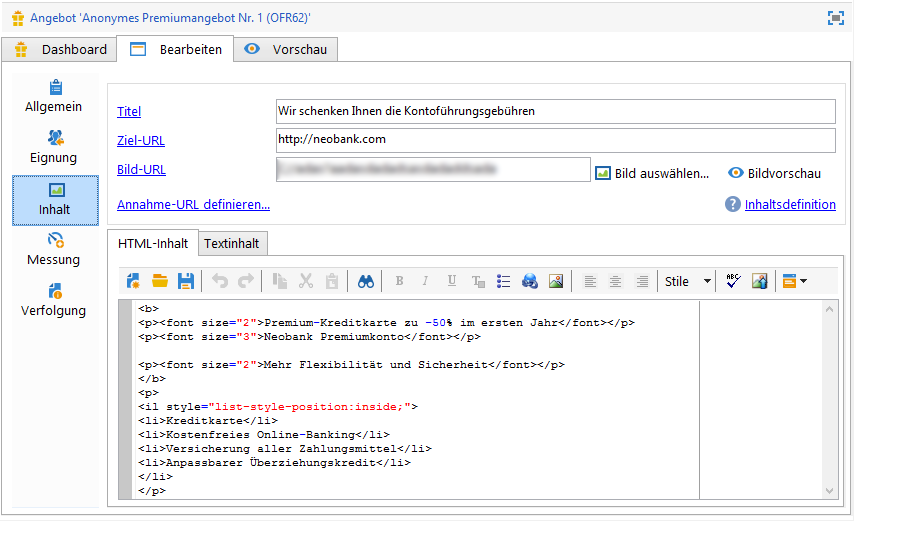 Angebot 'Anonymes Premiumangebot Nr. 1 (OFR62)'
Dashboard Bearbeiten Vorschau
Allgemein
Eignung
Inhalt
Messung
Verfolgung
Titel Wir schenken Ihnen die Kontoführungsgebühren
Ziel-URL http://neobank.com
Bild-URL Bild auswählen... Bildvorschau
Annahme-URL definieren... ? Inhaltsdefinition
HTML-Inhalt Textinhalt
B I U T Stile ABC
<b>
<p><font size="2">Premium-Kreditkarte zu -50% im ersten Jahr</font></p>
<p><font size="3">Neobank Premiumkonto</font></p>
<p><font size="2">Mehr Flexibilität und Sicherheit</font></p>
</b>
<p>
<il style="list-style-position:inside;">
<li>Kreditkarte</li>
<li>Kostenfreies Online-Banking</li>
<li>Versicherung aller Zahlungsmittel</li>
<li>Anpassbarer Überziehungskredit</li>
</li>
</p>